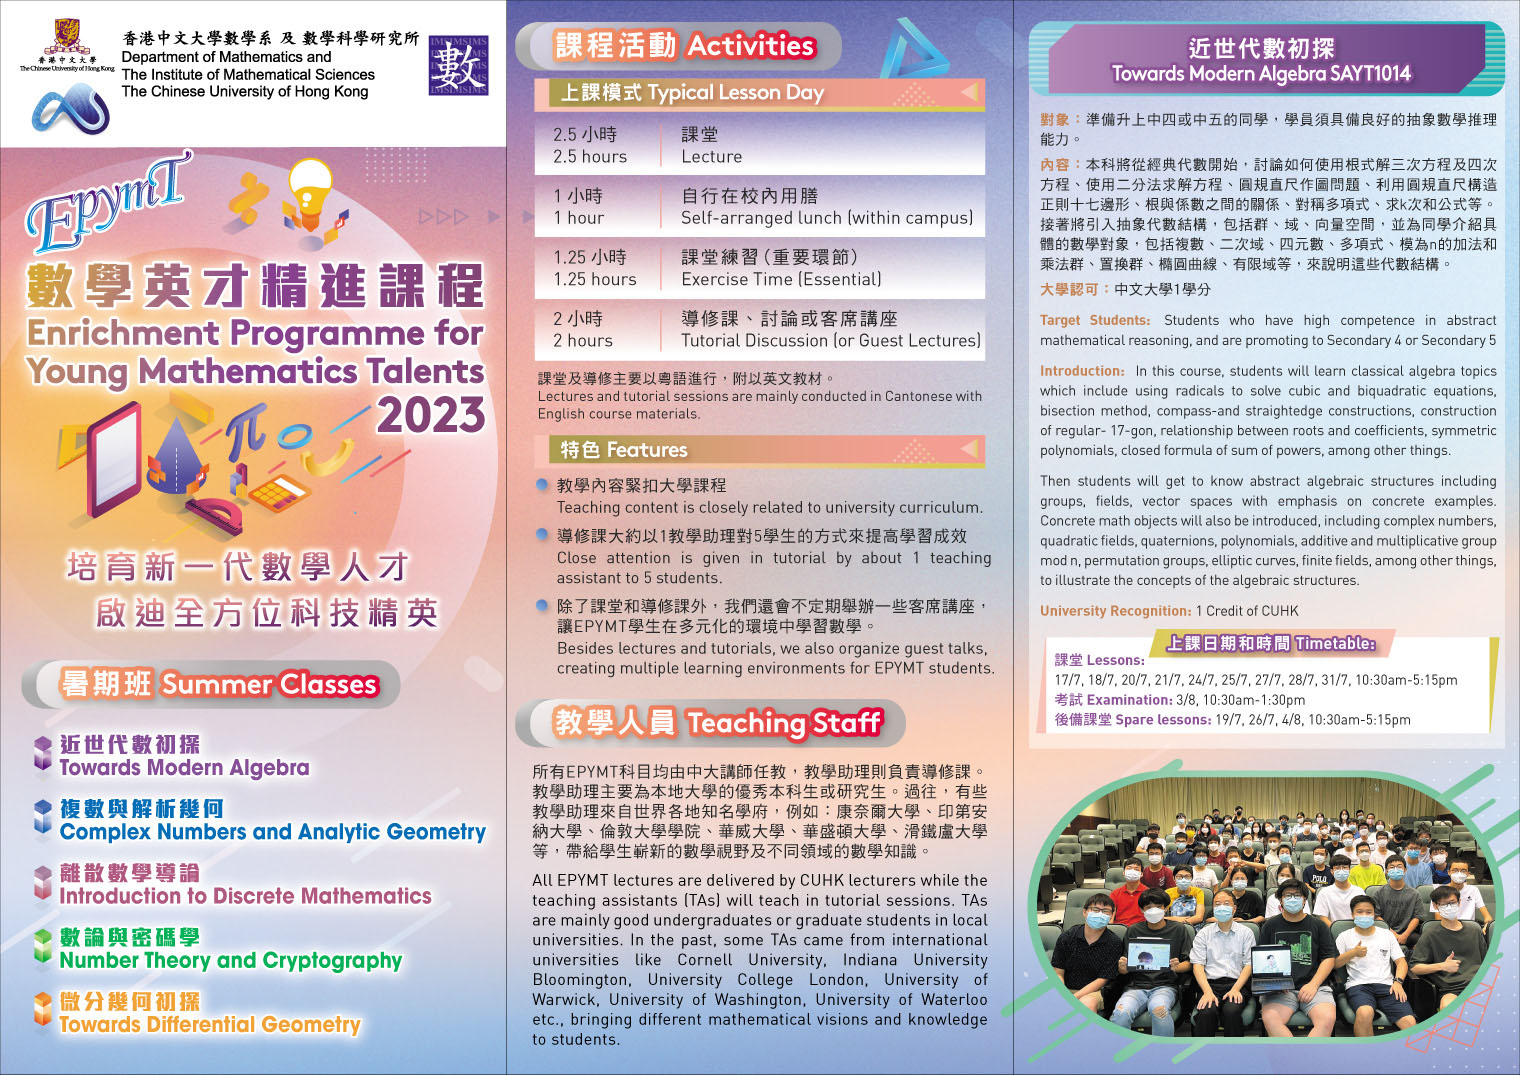 香港中文大學
The Chinese University of Hong Kong
香港中文大學數學系 及 數學科學研究所
Department of Mathematics and
The Institute of Mathematical Sciences
The Chinese University of Hong Kong
數
EpymT
數學英才精進課程
Enrichment Programme for
Young Mathematics Talents
2023
培育新一代數學人才
啟迪全方位科技精英
暑期班 Summer Classes
近世代數初探
Towards Modern Algebra
複數與解析幾何
Complex Numbers and Analytic Geometry
離散數學導論
Introduction to Discrete Mathematics
數論與密碼學
Number Theory and Cryptography
微分幾何初探
Towards Differential Geometry
課程活動 Activities
上課模式 Typical Lesson Day
2.5 小時 課堂
2.5 hours Lecture
1 小時 自行在校內用膳
1 hour Self-arranged lunch (within campus)
1.25 小時 課堂練習（重要環節）
1.25 hours Exercise Time (Essential)
2 小時 導修課、討論或客席講座
2 hours Tutorial Discussion (or Guest Lectures)
課堂及導修主要以粵語進行，附以英文教材。
Lectures and tutorial sessions are mainly conducted in Cantonese with
English course materials.
特色 Features
教學內容緊扣大學課程
Teaching content is closely related to university curriculum.
導修課大約以1教學助理對5學生的方式來提高學習成效
Close attention is given in tutorial by about 1 teaching
assistant to 5 students.
除了課堂和導修課外，我們還會不定期舉辦一些客席講座，
讓EPYMT學生在多元化的環境中學習數學。
Besides lectures and tutorials, we also organize guest talks,
creating multiple learning environments for EPYMT students.
教學人員 Teaching Staff
所有EPYMT科目均由中大講師任教，教學助理則負責導修課。
教學助理主要為本地大學的優秀本科生或研究生。過往，有些
教學助理來自世界各地知名學府，例如：康奈爾大學、印第安
納大學、倫敦大學學院、華威大學、華盛頓大學、滑鐵盧大學
等，帶給學生嶄新的數學視野及不同領域的數學知識。
All EPYMT lectures are delivered by CUHK lecturers while the
teaching assistants (TAs) will teach in tutorial sessions. TAs
are mainly good undergraduates or graduate students in local
universities. In the past, some TAs came from international
universities like Cornell University, Indiana University
Bloomington, University College London, University of
Warwick, University of Washington, University of Waterloo
etc., bringing different mathematical visions and knowledge
to students.
近世代數初探
Towards Modern Algebra SAYT1014
對象：準備升上中四或中五的同學，學員須具備良好的抽象數學推理
能力。
內容：本科將從經典代數開始，討論如何使用根式解三次方程及四次
方程、使用二分法求解方程、圓規直尺作圖問題、利用圓規直尺構造
正則十七邊形、根與係數之間的關係、對稱多項式、求k次和公式等。
接著將引入抽象代數結構，包括群、域、向量空間，並為同學介紹具
體的數學對象，包括複數、二次域、四元數、多項式、模為n的加法和
乘法群、置換群、橢圓曲線、有限域等，來說明這些代數結構。
大學認可：中文大學1學分
Target Students: Students who have high competence in abstract
mathematical reasoning, and are promoting to Secondary 4 or Secondary 5
Introduction: In this course, students will learn classical algebra topics
which include using radicals to solve cubic and biquadratic equations,
bisection method, compass-and straightedge constructions, construction
of regular- 17-gon, relationship between roots and coefficients, symmetric
polynomials, closed formula of sum of powers, among other things.
Then students will get to know abstract algebraic structures including
groups, fields, vector spaces with emphasis on concrete examples.
Concrete math objects will also be introduced, including complex numbers,
quadratic fields, quaternions, polynomials, additive and multiplicative group
mod n, permutation groups, elliptic curves, finite fields, among other things,
to illustrate the concepts of the algebraic structures.
University Recognition: 1 Credit of CUHK
上課日期和時間 Timetable:
課堂 Lessons:
17/7, 18/7, 20/7, 21/7, 24/7, 25/7, 27/7, 28/7, 31/7, 10:30am-5:15pm
考試 Examination: 3/8, 10:30am-1:30pm
後備課堂 Spare lessons: 19/7, 26/7, 4/8, 10:30am-5:15pm